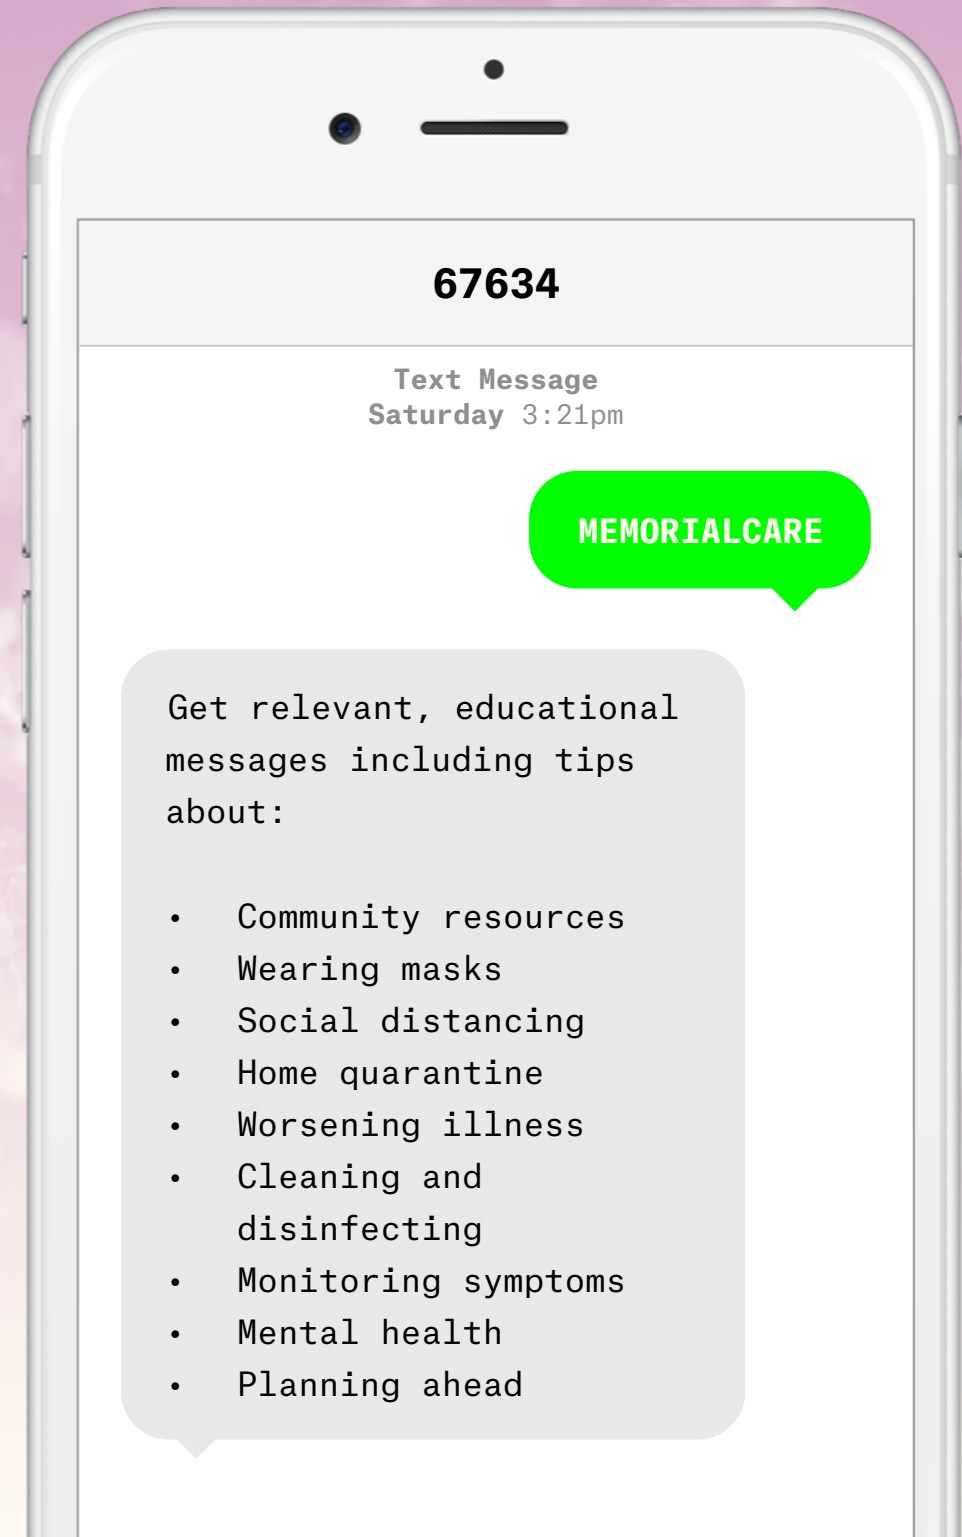 67634
Text Message
Saturday 3:21pm
MEMORIALCARE
Get relevant, educational
messages including tips
about:
• Community resources
• Wearing masks
• Social distancing
• Home quarantine
• Worsening illness
• Cleaning and
disinfecting
• Monitoring symptoms
• Mental health
• Planning ahead